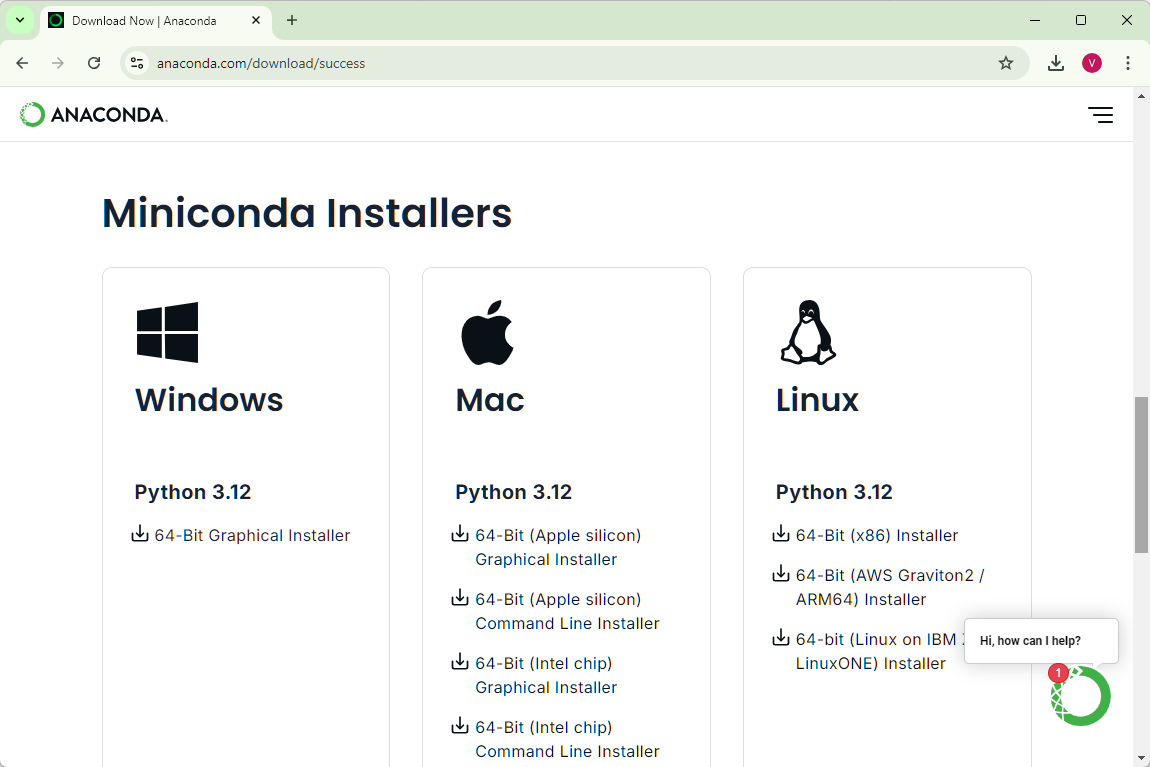 Download Now | Anaconda
anaconda.com/download/success
V
ANACONDA.
Miniconda Installers
Windows
Python 3.12
64-Bit Graphical Installer
Mac
Python 3.12
64-Bit (Apple silicon)
Graphical Installer
64-Bit (Apple silicon)
Command Line Installer
64-Bit (Intel chip)
Graphical Installer
64-Bit (Intel chip)
Command Line Installer
Linux
Python 3.12
64-Bit (x86) Installer
64-Bit (AWS Graviton2 /
ARM64) Installer
64-bit (Linux on IBM
LinuxONE) Installer
Hi, how can I help?
1